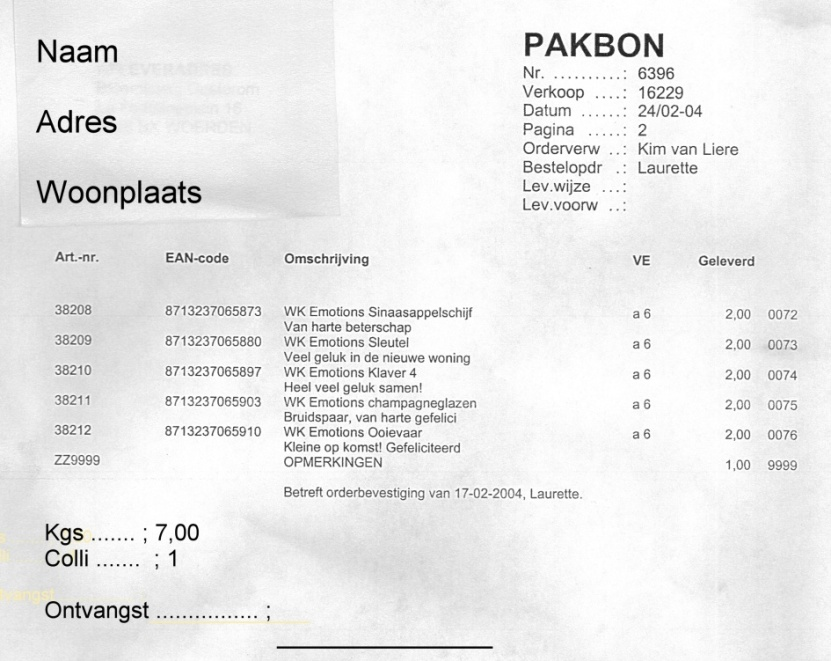 Naam
Adres
Woonplaats
PAKBON
Nr. ..........: 6396
Verkoop ....: 16229
Datum ......: 24/02-04
Pagina .....: 2
Orderverw ..: Kim van Liere
Bestelopdr .: Laurette
Lev.wijze ...:
Lev.voorw ..:
Art.-nr. EAN-code Omschrijving VE Geleverd
38208 8713237065873 WK Emotions Sinaasappelschijf a 6 2,00 0072
Van harte beterschap
38209 8713237065880 WK Emotions Sleutel a 6 2,00 0073
Veel geluk in de nieuwe woning
38210 8713237065897 WK Emotions Klaver 4 a 6 2,00 0074
Heel veel geluk samen!
38211 8713237065903 WK Emotions champagneglazen a 6 2,00 0075
Bruidspaar, van harte gefelici
38212 8713237065910 WK Emotions Ooievaar a 6 2,00 0076
Kleine op komst! Gefeliciteerd
ZZ9999 OPMERKINGEN 1,00 9999
Betreft orderbevestiging van 17-02-2004, Laurette.
Kgs ....... ; 7,00
Colli ....... ; 1
Ontvangst ................ ;